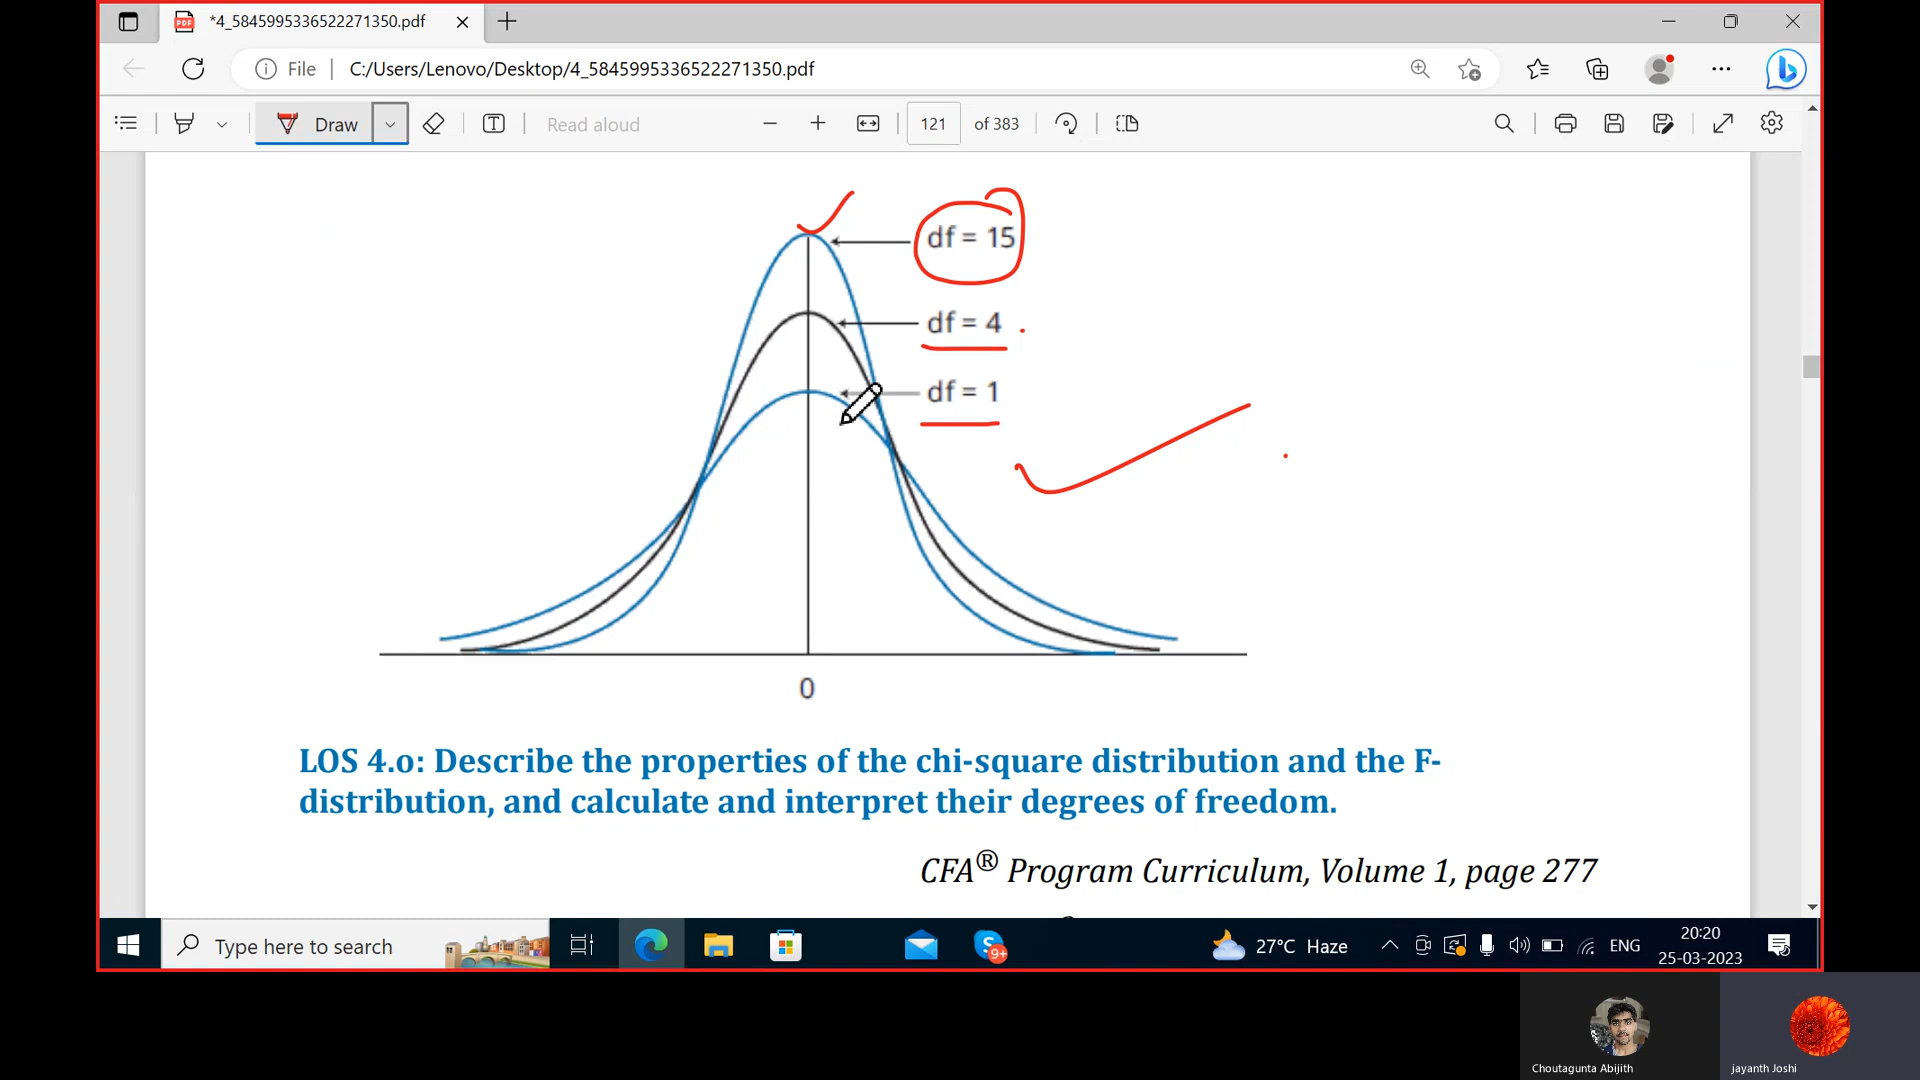 *4_5845995336522271350.pdf
File
C:/Users/Lenovo/Desktop/4_5845995336522271350.pdf
Draw
Read aloud
121
of 383
df = 15
df = 4
df = 1
0
LOS 4.o: Describe the properties of the chi-square distribution and the F-
distribution, and calculate and interpret their degrees of freedom.
CFA® Program Curriculum, Volume 1, page 277
Type here to search
9+
27°C Haze
ENG
20:20
25-03-2023
Choutagunta Abijith
jayanth Joshi